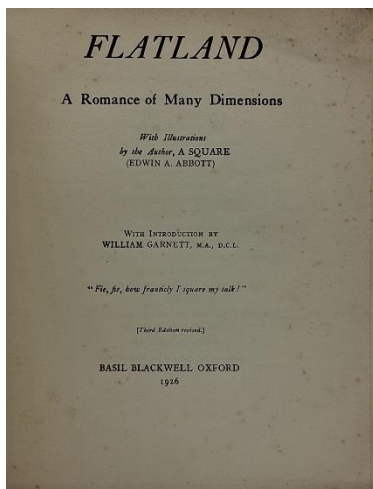 FLATLAND
A Romance of Many Dimensions
With Illustrations
by the Author, A SQUARE
(EDWIN A. ABBOTT)
WITH INTRODUCTION BY
WILLIAM GARNETT, M.A., D.C.L.
"Fie, fie, how franticly I square my talk!"
[Third Edition revised.]
BASIL BLACKWELL OXFORD
1926